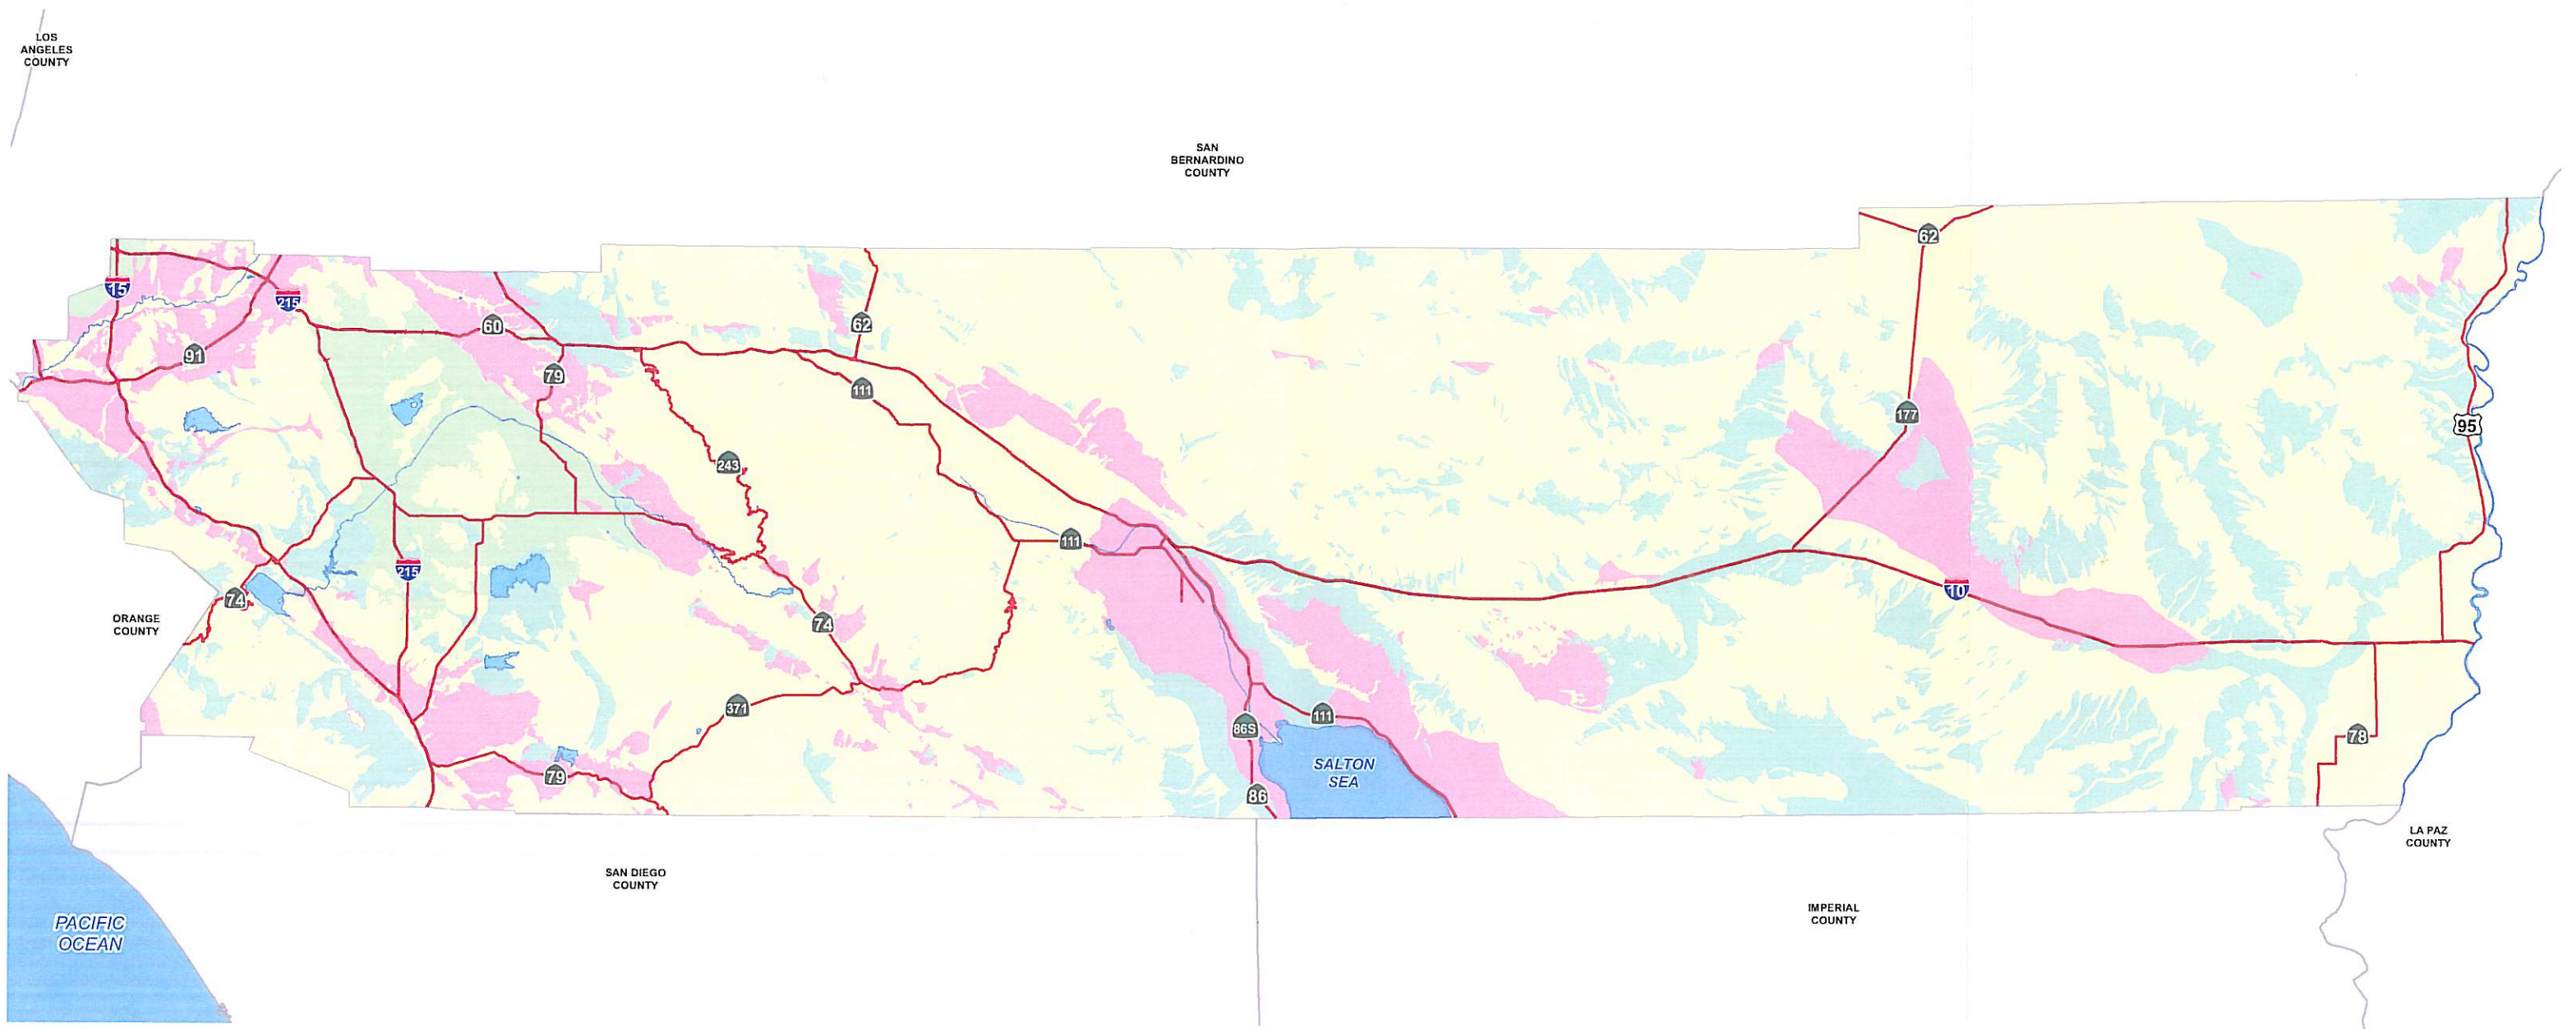 LOS
ANGELES
COUNTY
SAN
BERNARDINO
COUNTY
62
15
215
60
62
91
79
111
177
95
243
111
215
10
74
ORANGE
COUNTY
74
371
111
86S
78
SALTON
SEA
79
86
LA PAZ
COUNTY
SAN DIEGO
COUNTY
IMPERIAL
COUNTY
PACIFIC
OCEAN